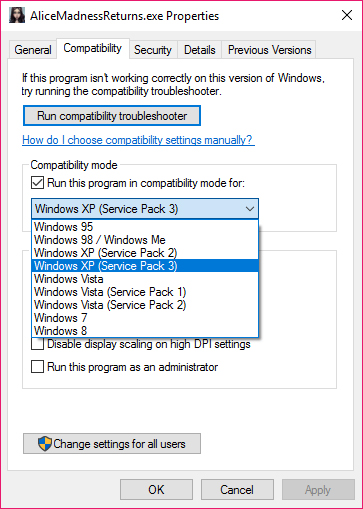 AliceMadnessReturns.exe Properties
General
Compatibility
Security
Details
Previous Versions
If this program isn't working correctly on this version of Windows,
try running the compatibility troubleshooter.
Run compatibility troubleshooter
How do I choose compatibility settings manually?
Compatibility mode
Run this program in compatibility mode for:
Windows XP (Service Pack 3)
Windows 95
Windows 98 / Windows Me
Windows XP (Service Pack 2)
Windows XP (Service Pack 3)
Windows Vista
Windows Vista (Service Pack 1)
Windows Vista (Service Pack 2)
Windows 7
Windows 8
Disable display scaling on high DPI settings
Run this program as an administrator
Change settings for all users
OK
Cancel
Apply